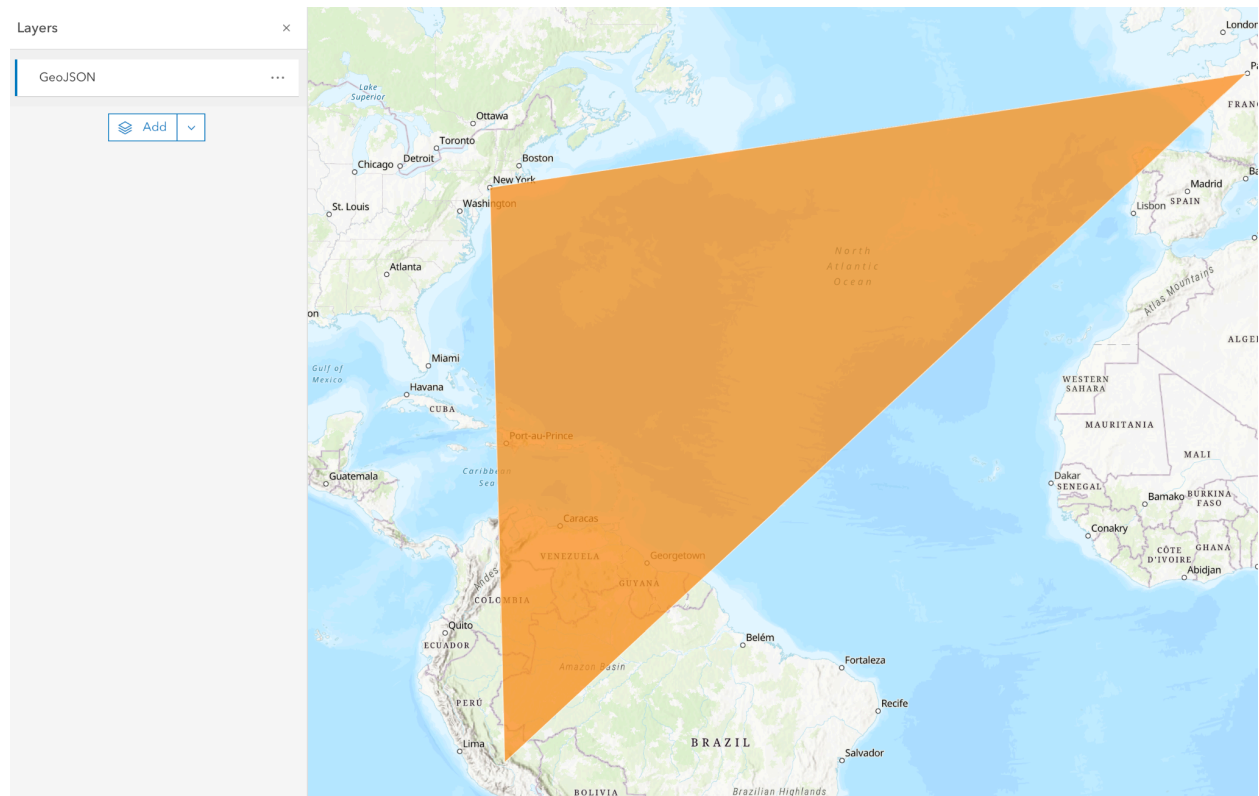 Layers
×
GeoJSON
...
Add
London
Lake
Superior
Ottawa
Toronto
Boston
Chicago
Detroit
New York
Washington
St. Louis
Atlanta
Miami
Gulf of
Mexico
Havana
CUBA
Port-au-Prince
Caribbean
Sea
Guatemala
Caracas
VENEZUELA
Georgetown
GUYANA
Andes
COLOMBIA
Quito
ECUADOR
Amazon Basin
PERÚ
Lima
BOLIVIA
BRAZIL
Brazilian Highlands
Belém
Fortaleza
Recife
Salvador
North
Atlantic
Ocean
Pa
FRANC
Ba
Madrid
SPAIN
Lisbon
Atlas Mountains
ALGE
WESTERN
SAHARA
MAURITANIA
MALI
Dakar
SENEGAL
Bamako
BURKINA
FASO
Conakry
CÔTE
D'IVOIRE
GHANA
Abidjan
on